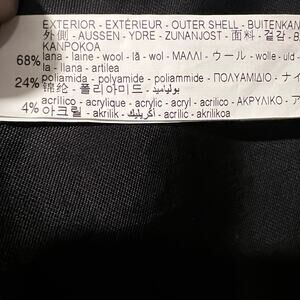 EXTERIOR - EXTÉRIEUR - OUTER SHELL - BUITENKAN
外側 - AUSSEN - YDRE - ZUNANJOST - 面料 - 겉감 -
KANPOKOA
68% lana - laine - wool - lã - wol - ΜΑΛΛΙ - ウール - wolle - uld -
la - llana - artilea
24% poliamida - polyamide - poliammide - ΠΟΛΥΑΜΙΔΙΟ - ナイ
锦纶 - 폴리아미드 - بولياميد
acrílico - acrylique - acrylic - acryl - acrilico - ΑΚΡΥΛΙΚΟ - ア
4% 아크릴 - akrilik - أكريليك - acrílic - akrilikoa